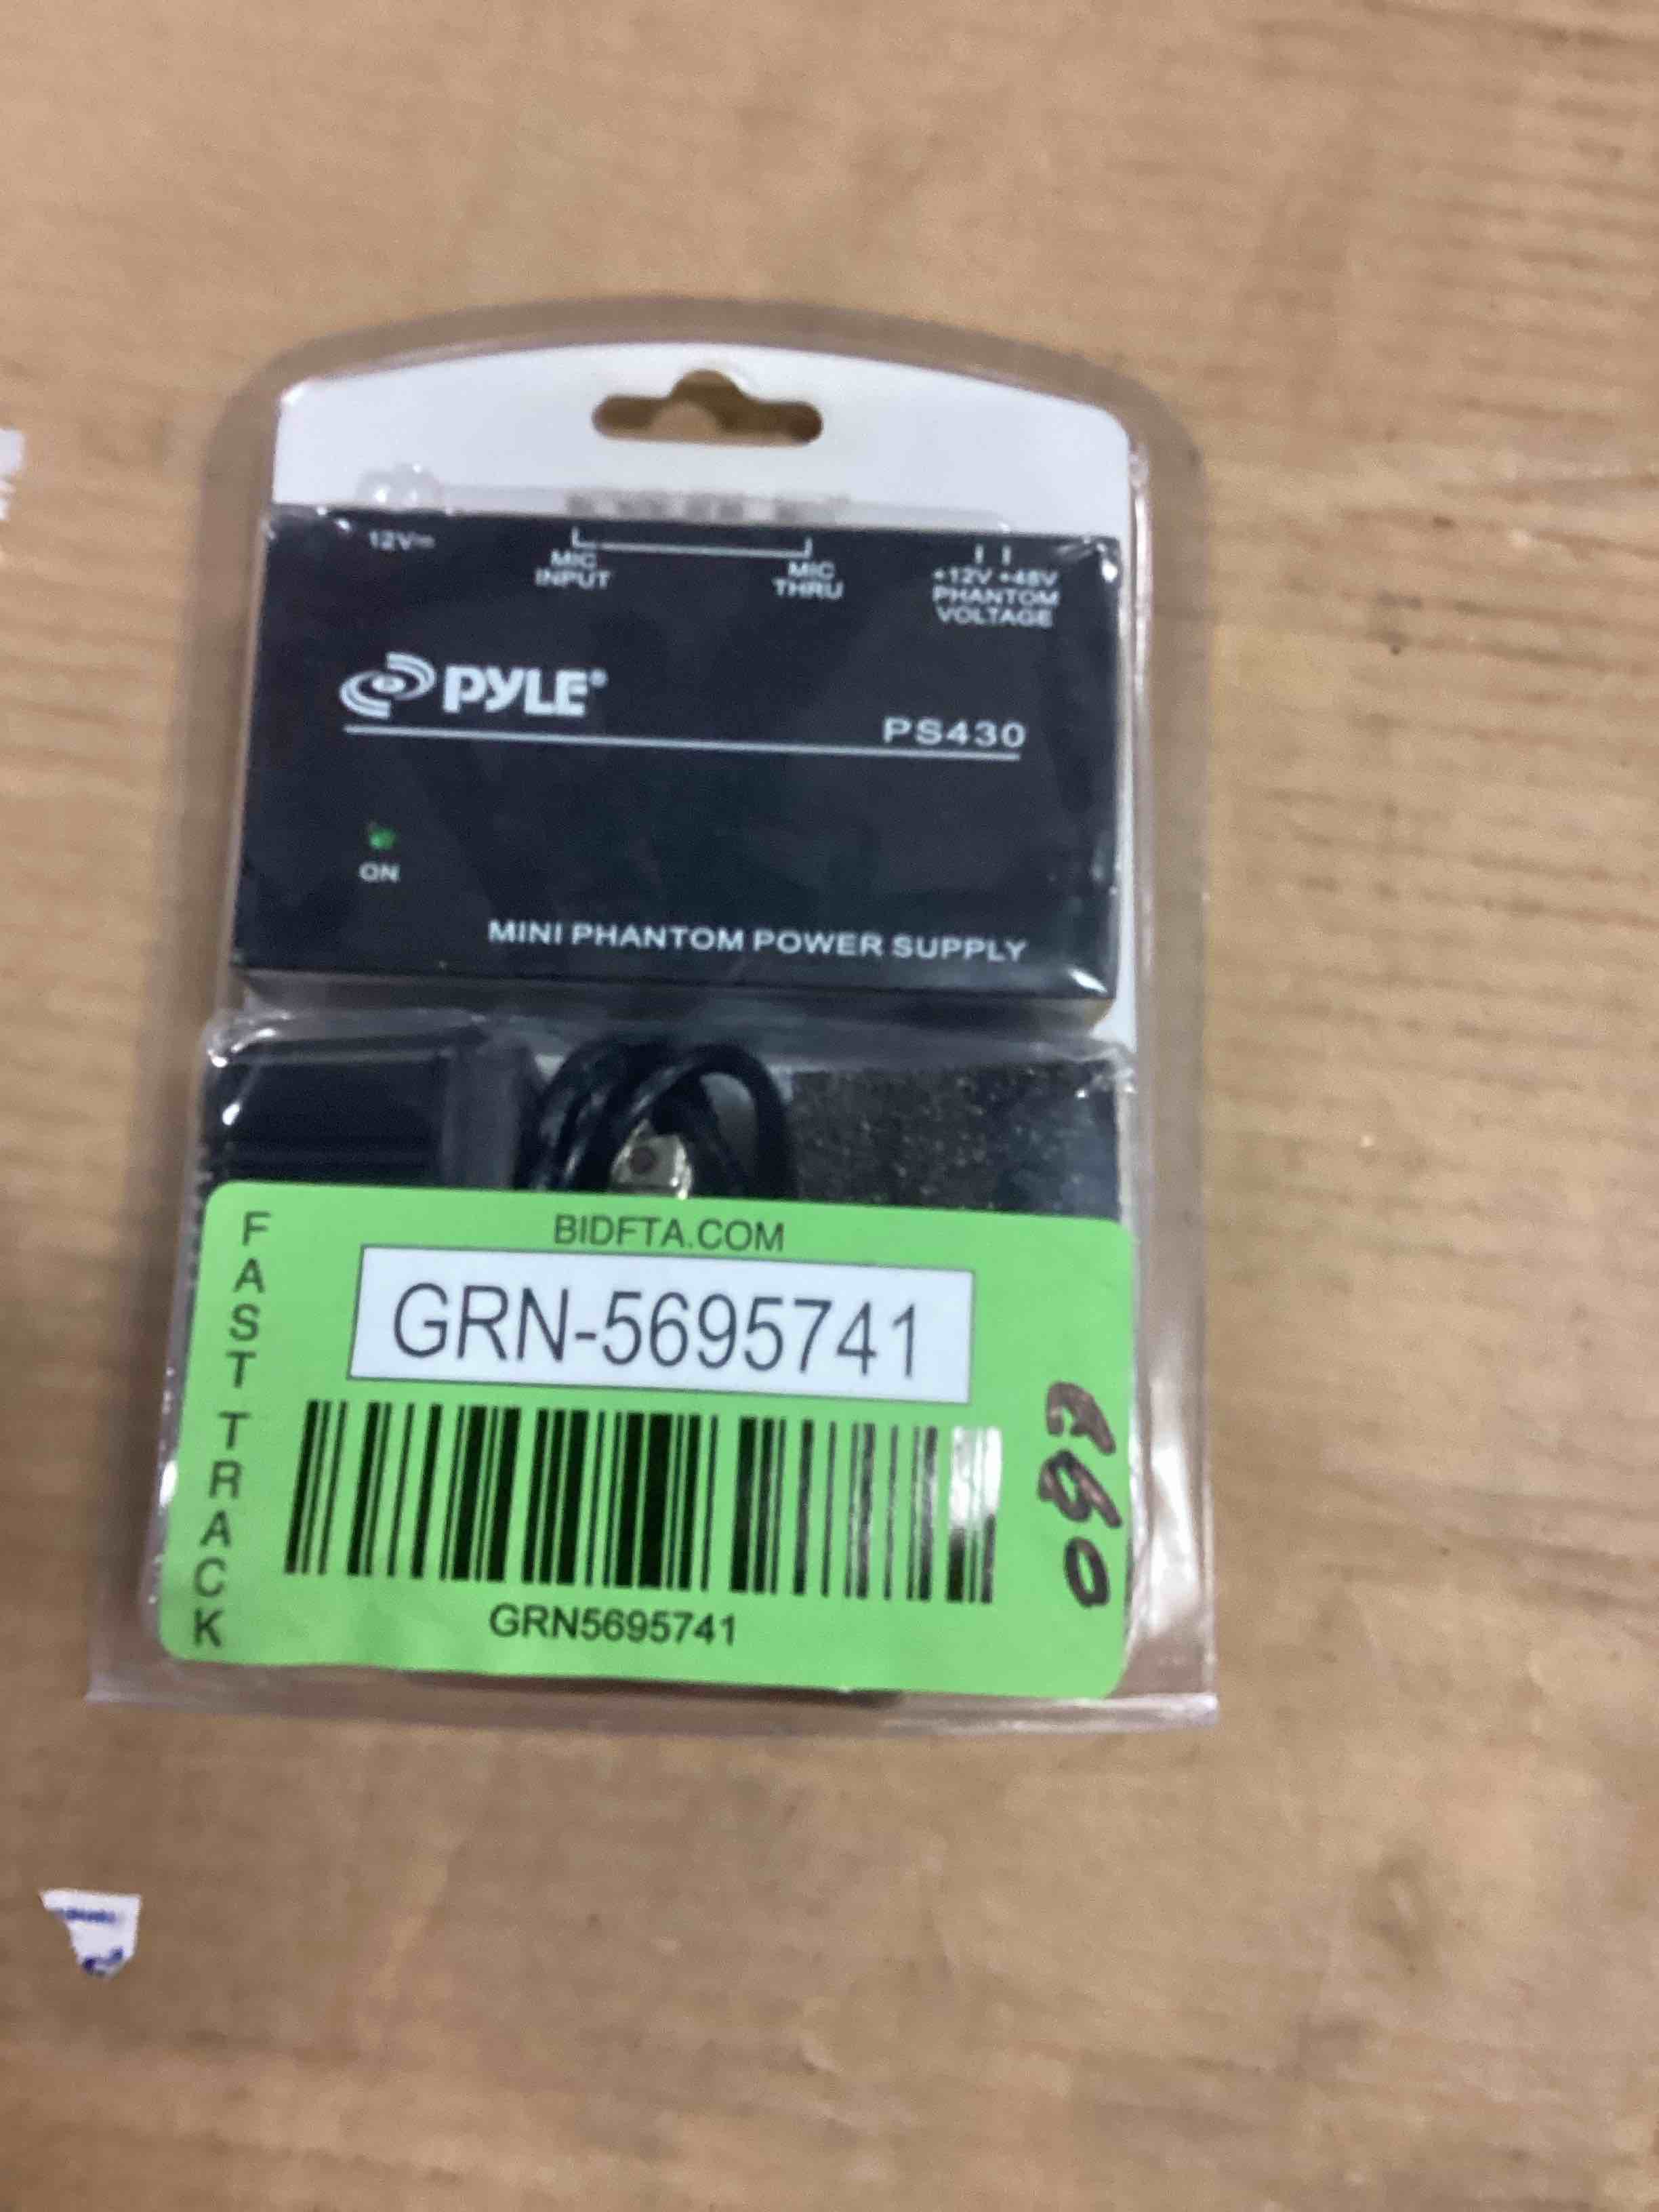 12V
MIC INPUT
MIC THRU
+12V +48V
PHANTOM
VOLTAGE
PYLE®
PS430
ON
MINI PHANTOM POWER SUPPLY
BIDFTA.COM
FAST TRACK
GRN-5695741
GRN5695741